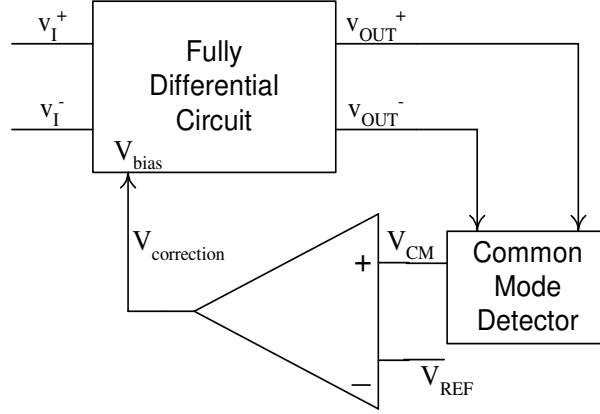 v_I^+
v_I^-
Fully
Differential
Circuit
V_bias
v_OUT^+
v_OUT^-
V_correction
+
V_CM
Common
Mode
Detector
−
V_REF